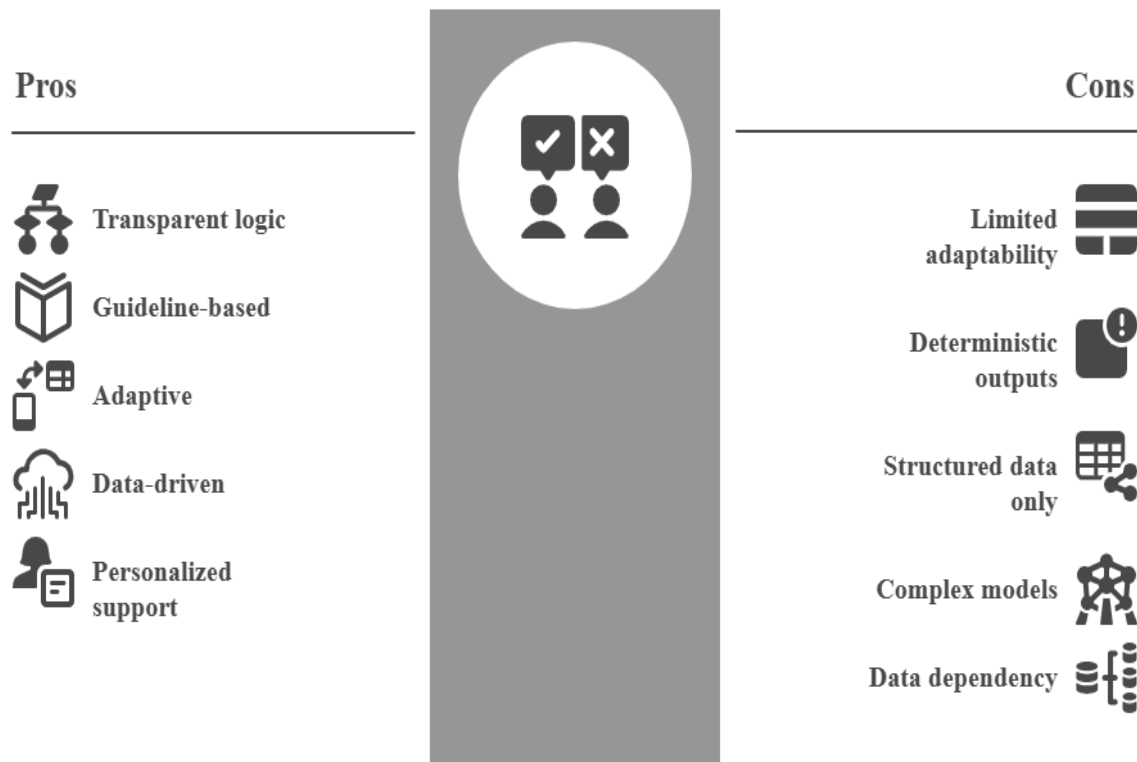 Pros
Transparent logic
Guideline-based
Adaptive
Data-driven
Personalized
support
Cons
Limited
adaptability
Deterministic
outputs
Structured data
only
Complex models
Data dependency